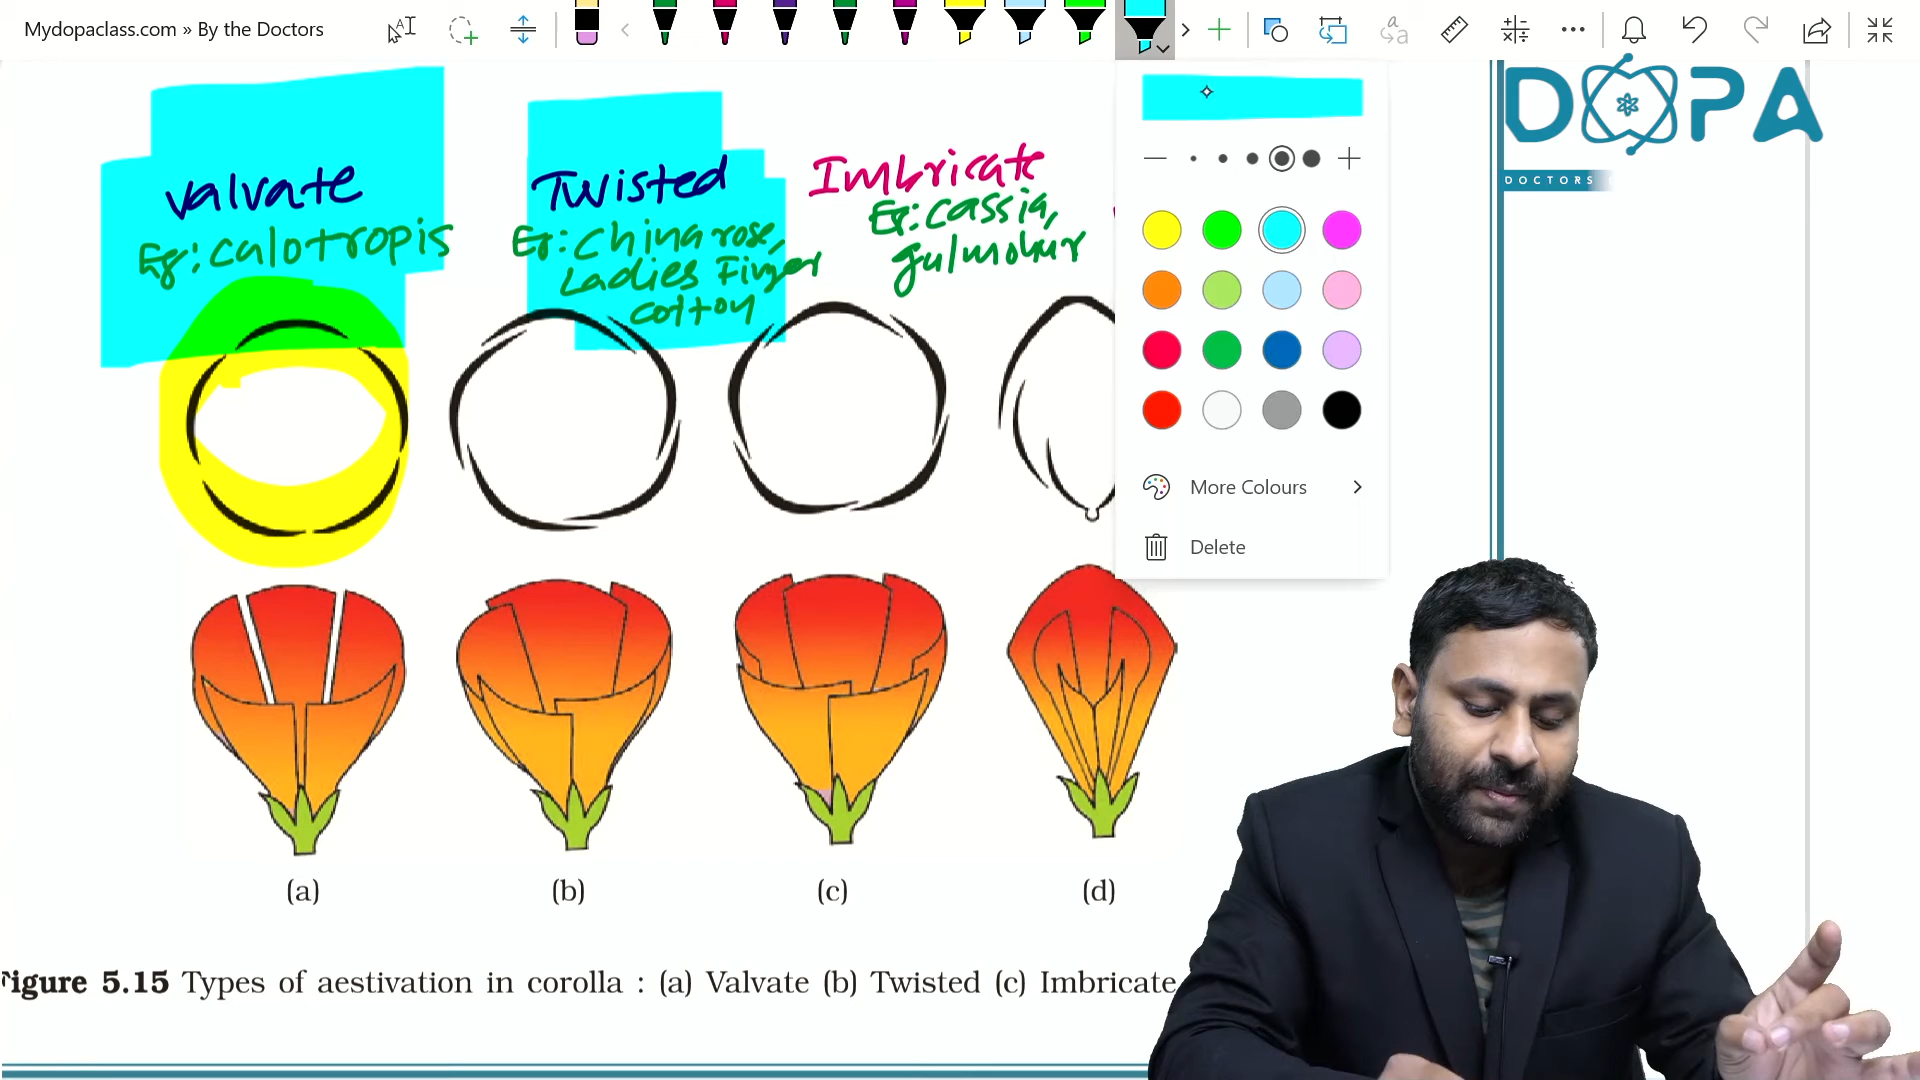 Mydopaclass.com » By the Doctors
DOPA
DOCTORS
Valvate
Eg: Calotropis
Twisted
Eg: China rose,
Ladies Finger
Cotton
Imbricate
Eg: Cassia,
gulmohur
More Colours
Delete
(a)
(b)
(c)
(d)
Figure 5.15 Types of aestivation in corolla : (a) Valvate (b) Twisted (c) Imbricate